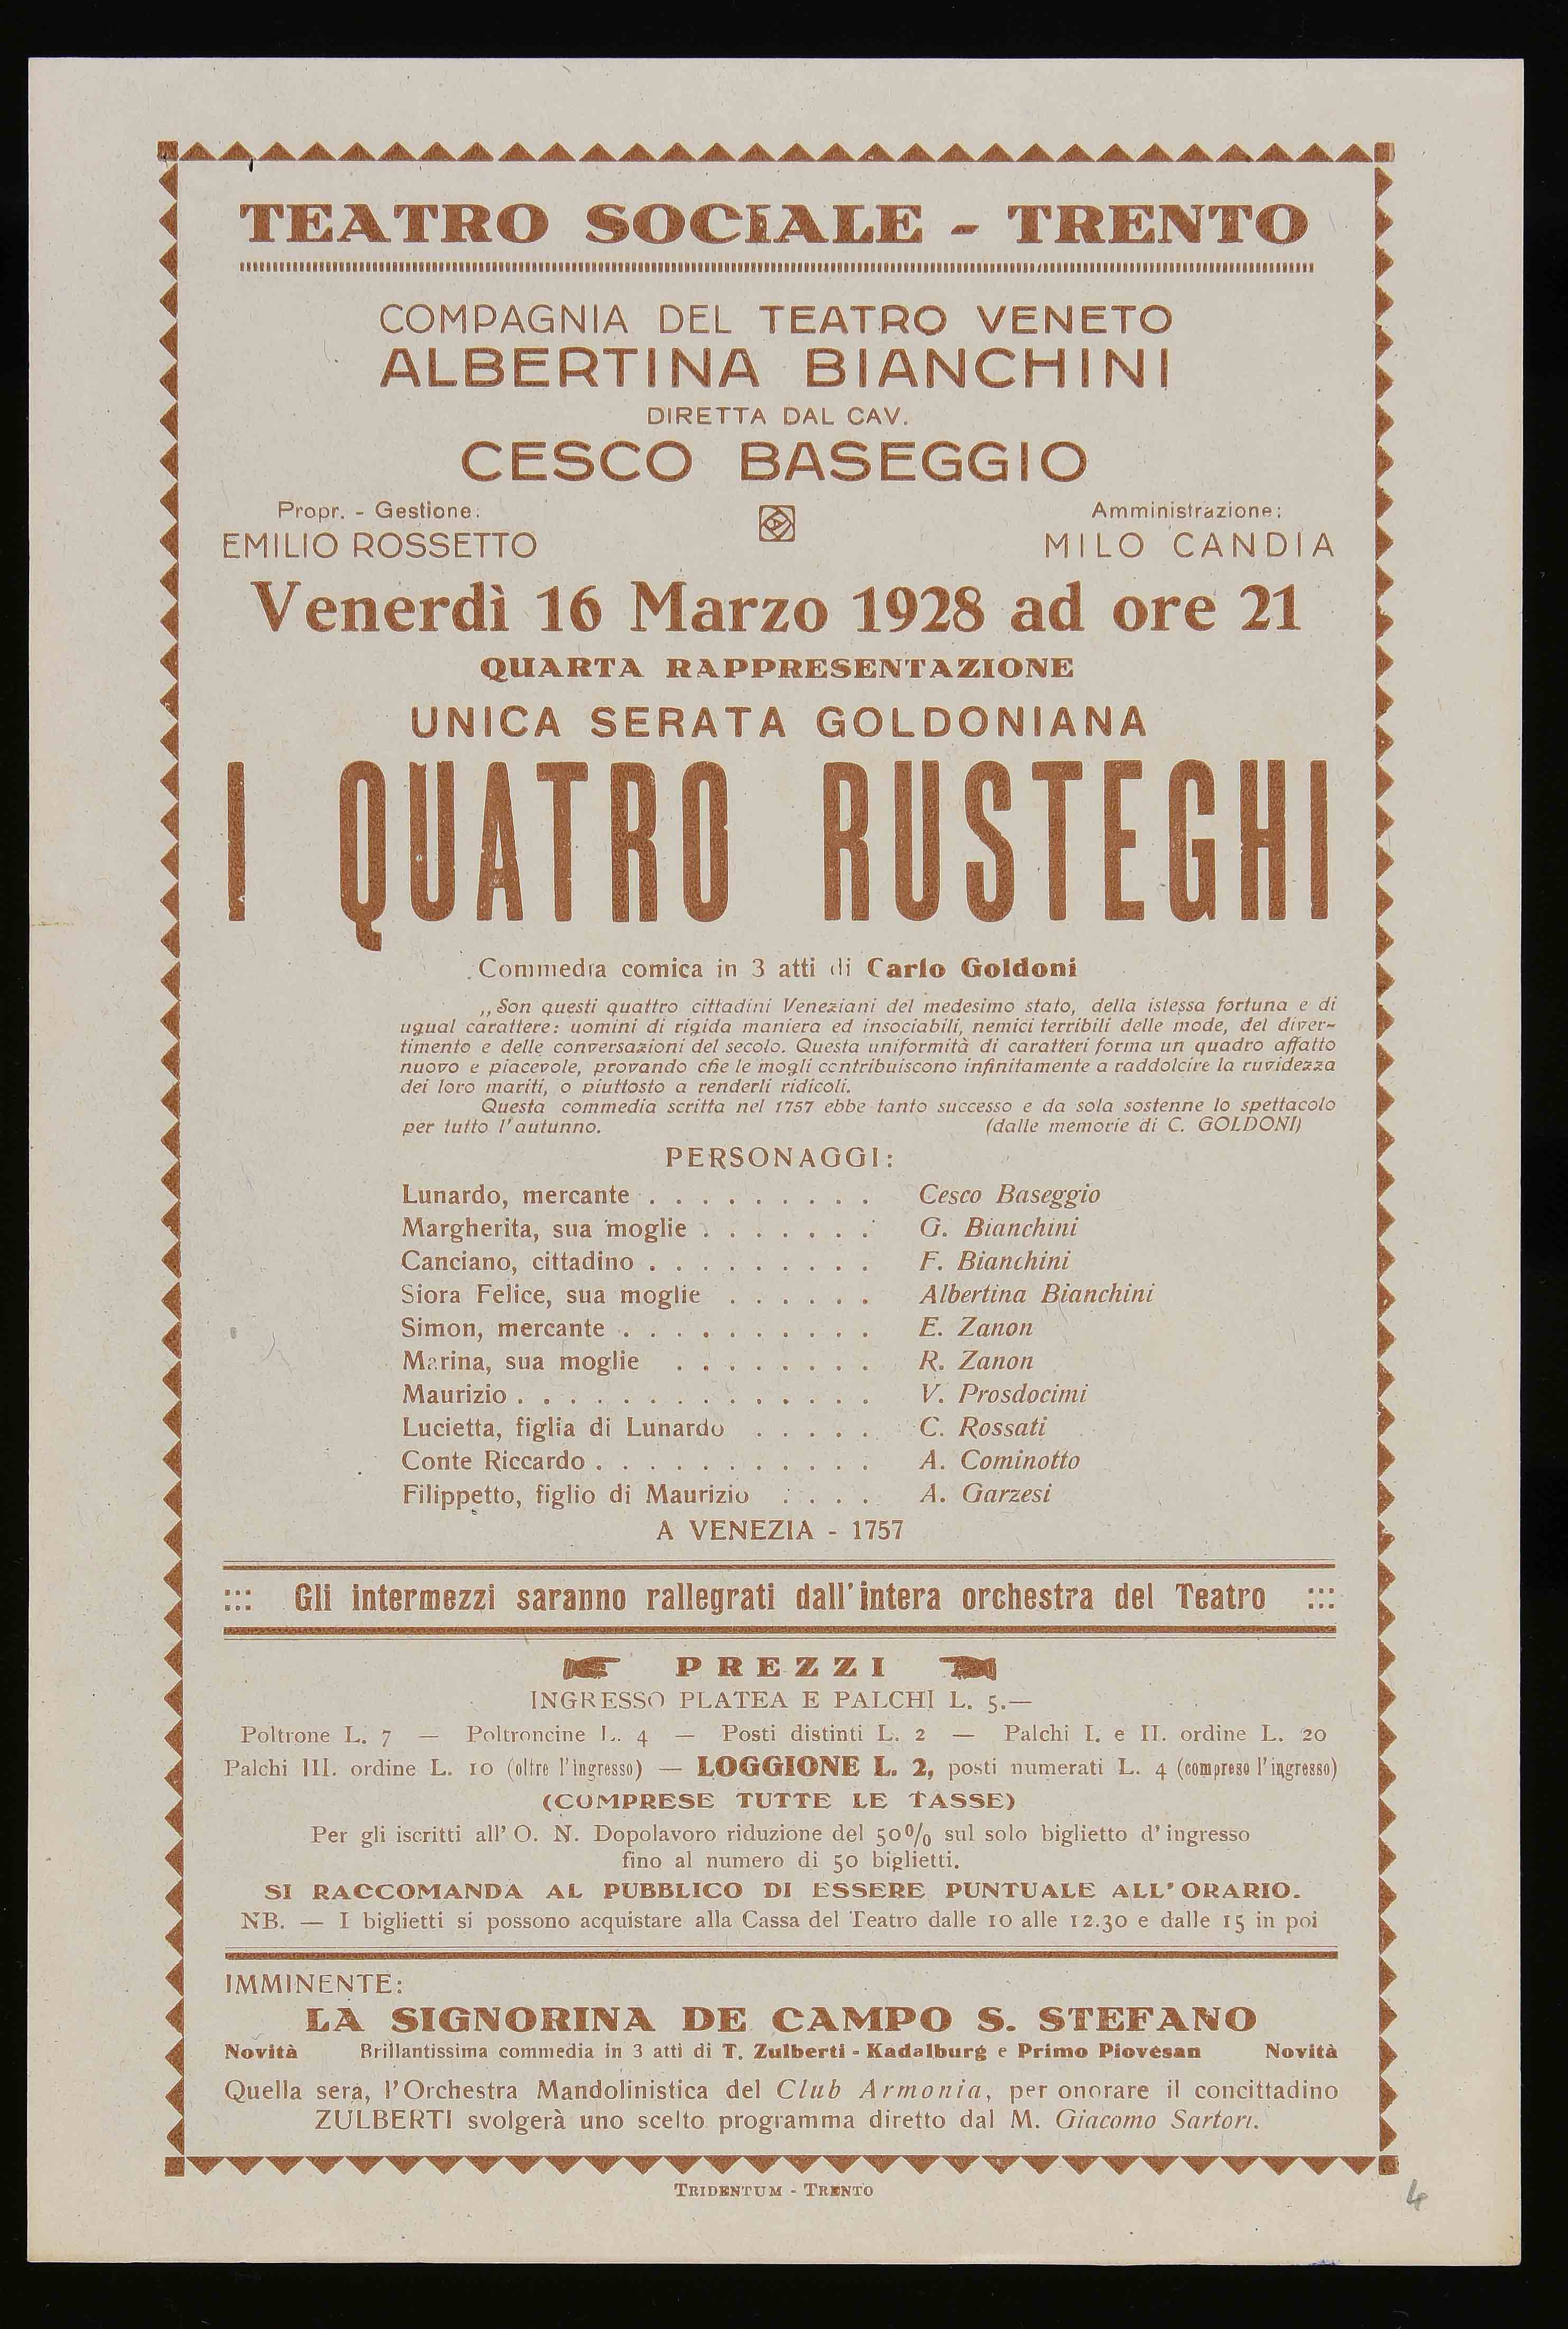 TEATRO SOCIALE - TRENTO
COMPAGNIA DEL TEATRO VENETO
ALBERTINA BIANCHINI
DIRETTA DAL CAV.
CESCO BASEGGIO
Propr. - Gestione:
EMILIO ROSSETTO
Amministrazione:
MILO CANDIA
Venerdì 16 Marzo 1928 ad ore 21
QUARTA RAPPRESENTAZIONE
UNICA SERATA GOLDONIANA
I QUATRO RUSTEGHI
Commedia comica in 3 atti di Carlo Goldoni
„Son questi quattro cittadini Veneziani del medesimo stato, della istessa fortuna e di
ugual carattere: uomini di rigida maniera ed insociabili, nemici terribili delle mode, del diver-
timento e delle conversazioni del secolo. Questa uniformità di caratteri forma un quadro affatto
nuovo e piacevole, provando che le mogli contribuiscono infinitamente a raddolcire la ruvidezza
dei loro mariti, o piuttosto a renderli ridicoli.
Questa commedia scritta nel 1757 ebbe tanto successo e da sola sostenne lo spettacolo
per tutto l'autunno. (dalle memorie di C. GOLDONI)
PERSONAGGI:
Lunardo, mercante . . . . . . . . . Cesco Baseggio
Margherita, sua moglie . . . . . . . G. Bianchini
Canciano, cittadino . . . . . . . . . F. Bianchini
Siora Felice, sua moglie . . . . . . Albertina Bianchini
Simon, mercante . . . . . . . . . . E. Zanon
Marina, sua moglie . . . . . . . . R. Zanon
Maurizio . . . . . . . . . . . . . . V. Prosdocimi
Lucietta, figlia di Lunardo . . . . . C. Rossati
Conte Riccardo . . . . . . . . . . . A. Cominotto
Filippetto, figlio di Maurizio . . . . A. Garzesi
A VENEZIA - 1757
::: Gli intermezzi saranno rallegrati dall'intera orchestra del Teatro :::
PREZZI
INGRESSO PLATEA E PALCHI L. 5.—
Poltrone L. 7 — Poltroncine L. 4 — Posti distinti L. 2 — Palchi I. e II. ordine L. 20
Palchi III. ordine L. 10 (oltre l'ingresso) — LOGGIONE L. 2, posti numerati L. 4 (compreso l'ingresso)
(COMPRESE TUTTE LE TASSE)
Per gli iscritti all' O. N. Dopolavoro riduzione del 50% sul solo biglietto d' ingresso
fino al numero di 50 biglietti.
SI RACCOMANDA AL PUBBLICO DI ESSERE PUNTUALE ALL' ORARIO.
NB. — I biglietti si possono acquistare alla Cassa del Teatro dalle 10 alle 12.30 e dalle 15 in poi
IMMINENTE:
LA SIGNORINA DE CAMPO S. STEFANO
Novità Brillantissima commedia in 3 atti di T. Zulberti - Kadalburg e Primo Piovesan Novità
Quella sera, l'Orchestra Mandolinistica del Club Armonia, per onorare il concittadino
ZULBERTI svolgerà uno scelto programma diretto dal M. Giacomo Sartori.
TRIDENTUM - TRENTO
4